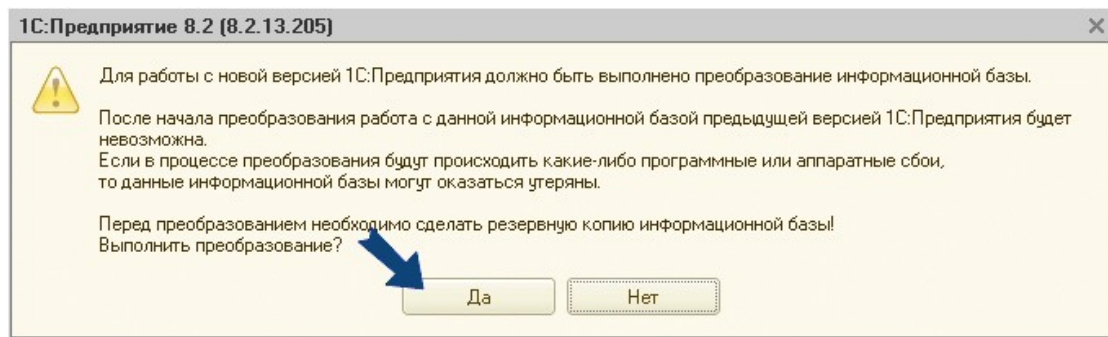 1С:Предприятие 8.2 (8.2.13.205)
Для работы с новой версией 1С:Предприятия должно быть выполнено преобразование информационной базы.
После начала преобразования работа с данной информационной базой предыдущей версией 1С:Предприятия будет
невозможна.
Если в процессе преобразования будут происходить какие-либо программные или аппаратные сбои,
то данные информационной базы могут оказаться утеряны.
Перед преобразованием необходимо сделать резервную копию информационной базы!
Выполнить преобразование?
Да
Нет